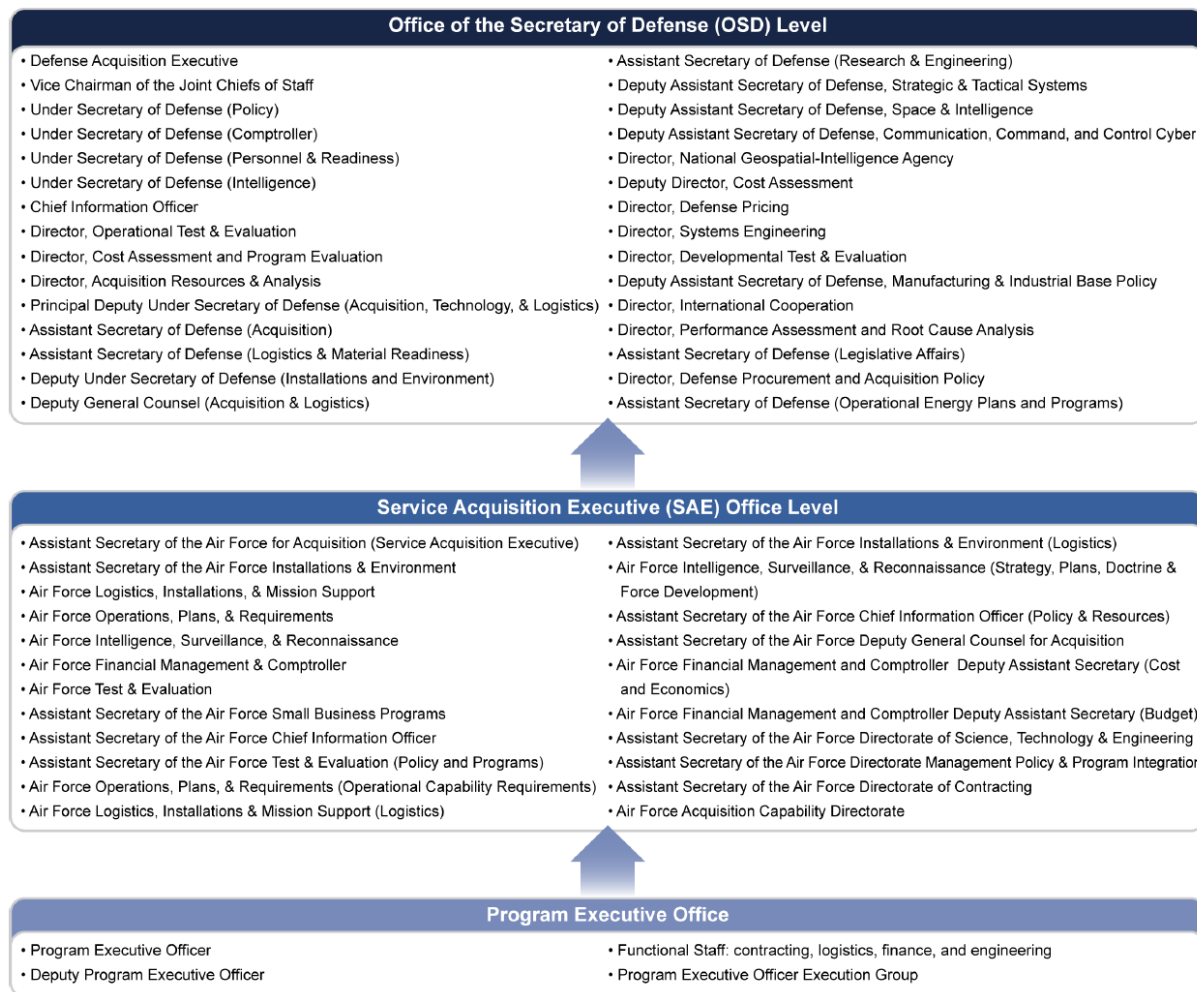 Office of the Secretary of Defense (OSD) Level
• Defense Acquisition Executive
• Vice Chairman of the Joint Chiefs of Staff
• Under Secretary of Defense (Policy)
• Under Secretary of Defense (Comptroller)
• Under Secretary of Defense (Personnel & Readiness)
• Under Secretary of Defense (Intelligence)
• Chief Information Officer
• Director, Operational Test & Evaluation
• Director, Cost Assessment and Program Evaluation
• Director, Acquisition Resources & Analysis
• Principal Deputy Under Secretary of Defense (Acquisition, Technology, & Logistics)
• Assistant Secretary of Defense (Acquisition)
• Assistant Secretary of Defense (Logistics & Material Readiness)
• Deputy Under Secretary of Defense (Installations and Environment)
• Deputy General Counsel (Acquisition & Logistics)
• Assistant Secretary of Defense (Research & Engineering)
• Deputy Assistant Secretary of Defense, Strategic & Tactical Systems
• Deputy Assistant Secretary of Defense, Space & Intelligence
• Deputy Assistant Secretary of Defense, Communication, Command, and Control Cyber
• Director, National Geospatial-Intelligence Agency
• Deputy Director, Cost Assessment
• Director, Defense Pricing
• Director, Systems Engineering
• Director, Developmental Test & Evaluation
• Deputy Assistant Secretary of Defense, Manufacturing & Industrial Base Policy
• Director, International Cooperation
• Director, Performance Assessment and Root Cause Analysis
• Assistant Secretary of Defense (Legislative Affairs)
• Director, Defense Procurement and Acquisition Policy
• Assistant Secretary of Defense (Operational Energy Plans and Programs)
Service Acquisition Executive (SAE) Office Level
• Assistant Secretary of the Air Force for Acquisition (Service Acquisition Executive)
• Assistant Secretary of the Air Force Installations & Environment
• Air Force Logistics, Installations, & Mission Support
• Air Force Operations, Plans, & Requirements
• Air Force Intelligence, Surveillance, & Reconnaissance
• Air Force Financial Management & Comptroller
• Air Force Test & Evaluation
• Assistant Secretary of the Air Force Small Business Programs
• Assistant Secretary of the Air Force Chief Information Officer
• Assistant Secretary of the Air Force Test & Evaluation (Policy and Programs)
• Air Force Operations, Plans, & Requirements (Operational Capability Requirements)
• Air Force Logistics, Installations & Mission Support (Logistics)
• Assistant Secretary of the Air Force Installations & Environment (Logistics)
• Air Force Intelligence, Surveillance, & Reconnaissance (Strategy, Plans, Doctrine &
Force Development)
• Assistant Secretary of the Air Force Chief Information Officer (Policy & Resources)
• Assistant Secretary of the Air Force Deputy General Counsel for Acquisition
• Air Force Financial Management and Comptroller Deputy Assistant Secretary (Cost
and Economics)
• Air Force Financial Management and Comptroller Deputy Assistant Secretary (Budget)
• Assistant Secretary of the Air Force Directorate of Science, Technology & Engineering
• Assistant Secretary of the Air Force Directorate Management Policy & Program Integration
• Assistant Secretary of the Air Force Directorate of Contracting
• Air Force Acquisition Capability Directorate
Program Executive Office
• Program Executive Officer
• Deputy Program Executive Officer
• Functional Staff: contracting, logistics, finance, and engineering
• Program Executive Officer Execution Group